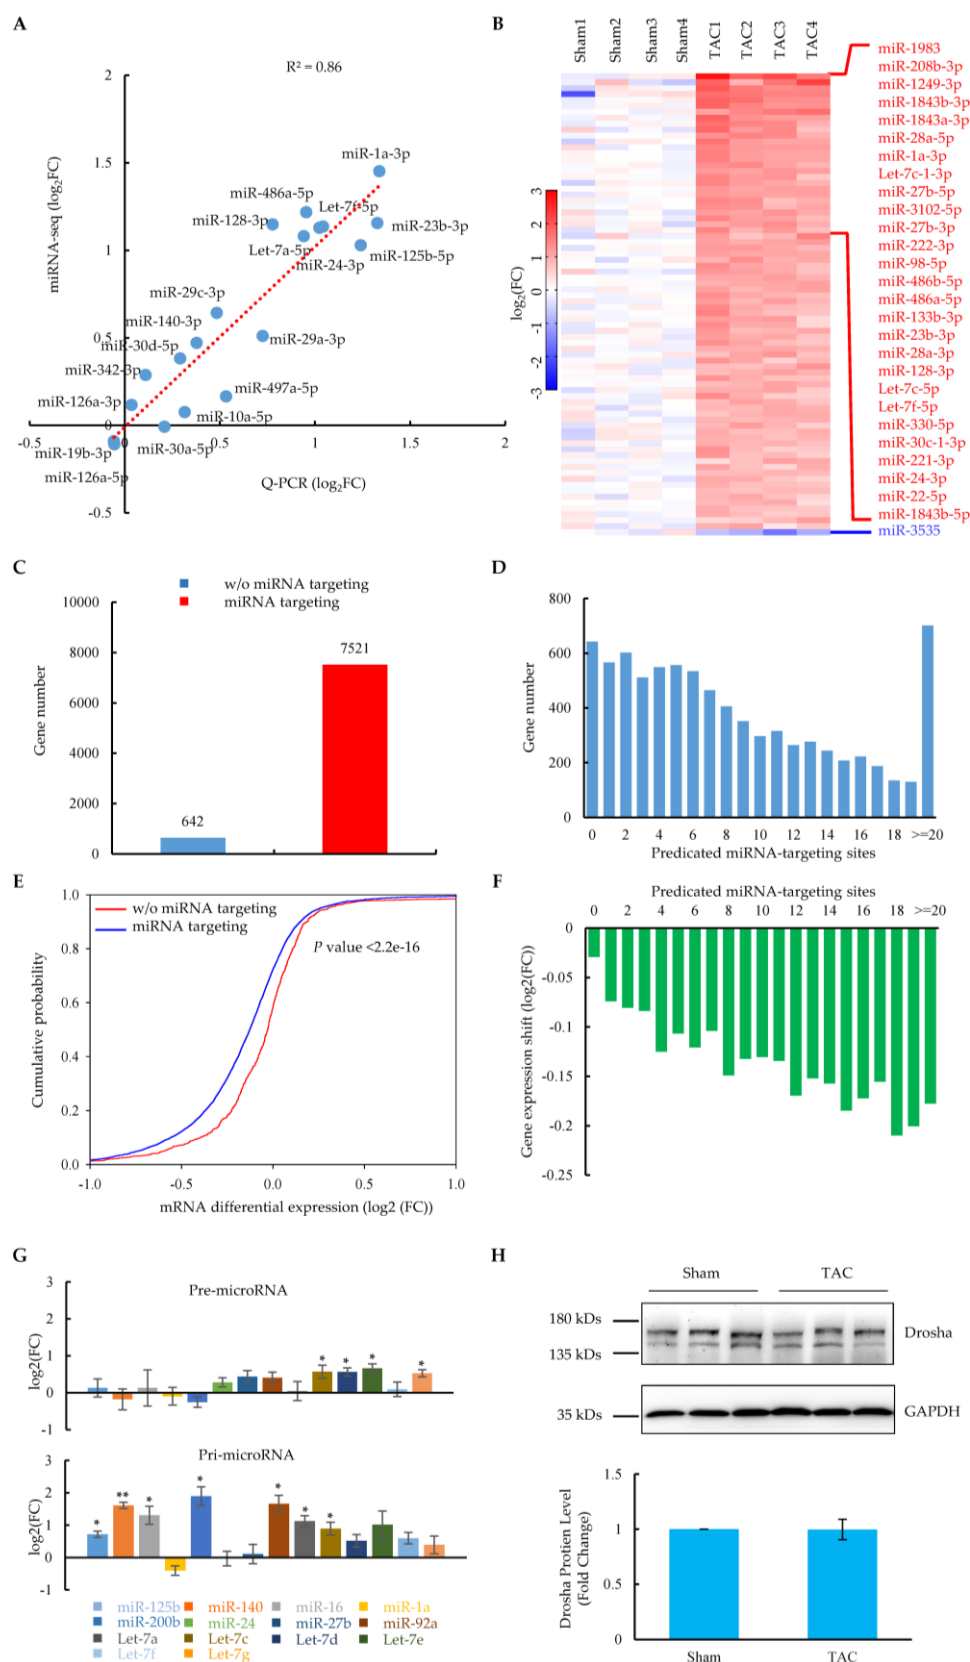 A
R² = 0.86
miRNA-seq (log₂FC)
2
1.5
1
0.5
0
-0.5
-0.5
0
0.5
1
1.5
2
miR-1a-3p
miR-486a-5p
Let-7f-5p
miR-128-3p
miR-23b-3p
Let-7a-5p
miR-24-3p
miR-125b-5p
miR-29c-3p
miR-140-3p
miR-29a-3p
miR-30d-5p
miR-342-3p
miR-497a-5p
miR-126a-3p
miR-10a-5p
miR-19b-3p
miR-30a-5p
miR-126a-5p
Q-PCR (log₂FC)
B
Sham1
Sham2
Sham3
Sham4
TAC1
TAC2
TAC3
TAC4
log₂(FC)
3
2
1
0
-1
-2
-3
miR-1983
miR-208b-3p
miR-1249-3p
miR-1843b-3p
miR-1843a-3p
miR-28a-5p
miR-1a-3p
Let-7c-1-3p
miR-27b-5p
miR-3102-5p
miR-27b-3p
miR-222-3p
miR-98-5p
miR-486b-5p
miR-486a-5p
miR-133b-3p
miR-23b-3p
miR-28a-3p
miR-128-3p
Let-7c-5p
Let-7f-5p
miR-330-5p
miR-30c-1-3p
miR-221-3p
miR-24-3p
miR-22-5p
miR-1843b-5p
miR-3535
C
w/o miRNA targeting
miRNA targeting
Gene number
10000
8000
6000
4000
2000
0
642
7521
D
Gene number
800
600
400
200
0
0 2 4 6 8 10 12 14 16 18 >=20
Predicated miRNA-targeting sites
E
w/o miRNA targeting
miRNA targeting
P value <2.2e-16
Cumulative probability
1.0
0.8
0.6
0.4
0.2
0.0
-1.0 -0.5 0.0 0.5 1.0
mRNA differential expression (log2 (FC))
F
Predicated miRNA-targeting sites
0 2 4 6 8 10 12 14 16 18 >=20
Gene expression shift (log2(FC))
0
-0.05
-0.1
-0.15
-0.2
-0.25
G
Pre-microRNA
log2(FC)
3
2
1
0
-1
* * * *
Pri-microRNA
log2(FC)
3
2
1
0
-1
* ** * * * * *
miR-125b miR-140 miR-16 miR-1a
miR-200b miR-24 miR-27b miR-92a
Let-7a Let-7c Let-7d Let-7e
Let-7f Let-7g
H
Sham TAC
180 kDs
135 kDs
Drosha
35 kDs
GAPDH
Drosha Protien Level
(Fold Change)
1.5
1
0.5
0
Sham TAC